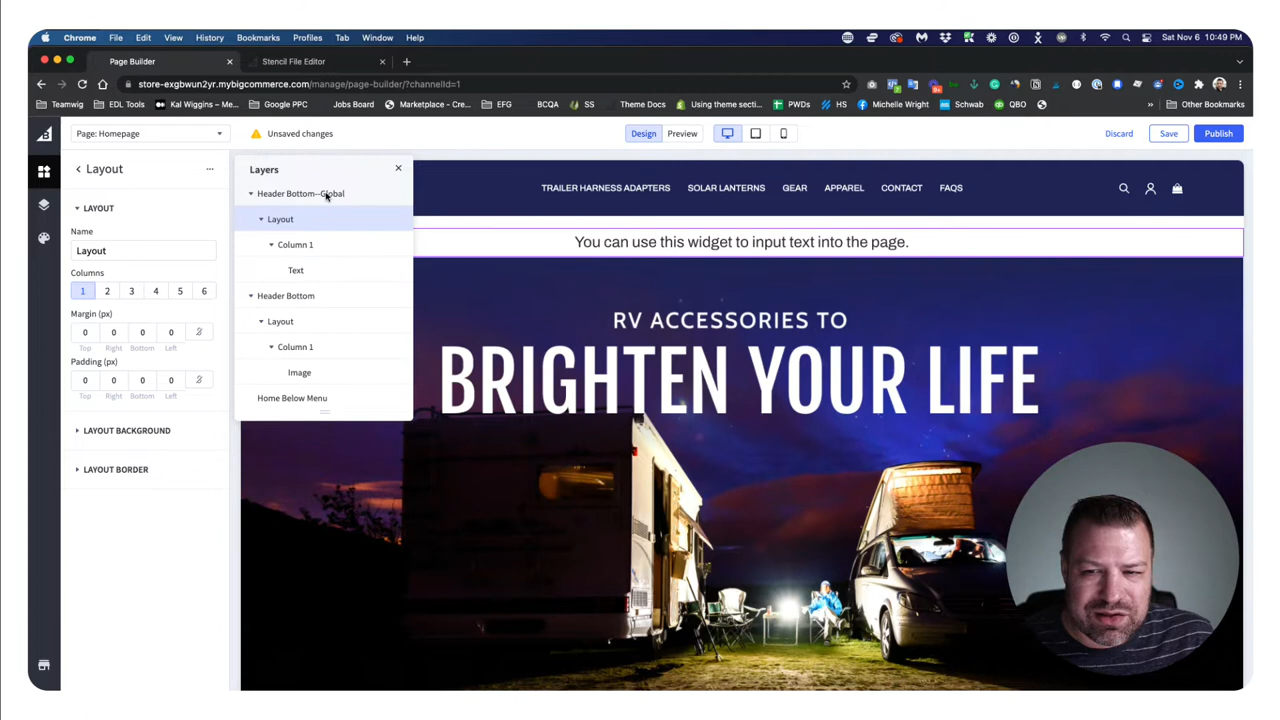 Chrome File Edit View History Bookmarks Profiles Tab Window Help
Sat Nov 6 10:49 PM
Page Builder
Stencil File Editor
store-exgbwun2yr.mybigcommerce.com/manage/page-builder/?channelId=1
Teamwig EDL Tools Kal Wiggins – Me... Google PPC Jobs Board Marketplace - Cre... EFG BCQA SS Theme Docs Using theme secti... PWDs HS Michelle Wright Schwab QBO » Other Bookmarks
Page: Homepage
Unsaved changes
Design Preview
Discard Save Publish
Layout
LAYOUT
Name
Layout
Columns
1 2 3 4 5 6
Margin (px)
0 0 0 0
Top Right Bottom Left
Padding (px)
0 0 0 0
Top Right Bottom Left
LAYOUT BACKGROUND
LAYOUT BORDER
Layers
Header Bottom--Global
Layout
Column 1
Text
Header Bottom
Layout
Column 1
Image
Home Below Menu
TRAILER HARNESS ADAPTERS SOLAR LANTERNS GEAR APPAREL CONTACT FAQS
You can use this widget to input text into the page.
RV ACCESSORIES TO
BRIGHTEN YOUR LIFE